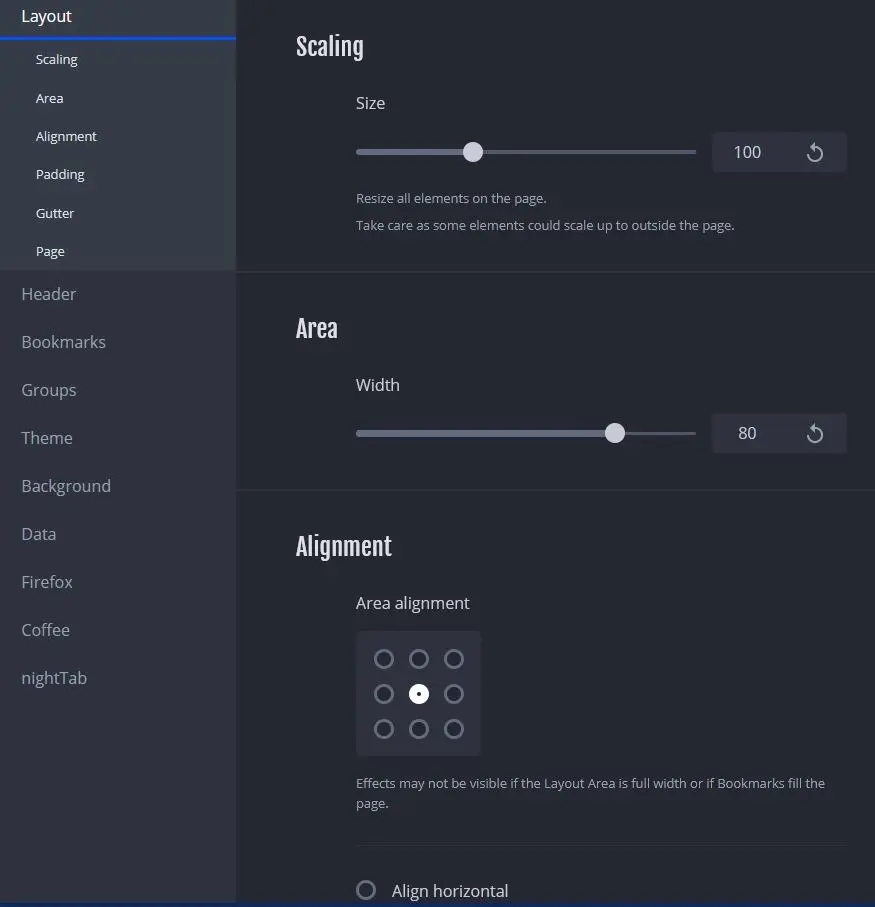 Layout
Scaling
Area
Alignment
Padding
Gutter
Page
Header
Bookmarks
Groups
Theme
Background
Data
Firefox
Coffee
nightTab
Scaling
Size
100
Resize all elements on the page.
Take care as some elements could scale up to outside the page.
Area
Width
80
Alignment
Area alignment
Effects may not be visible if the Layout Area is full width or if Bookmarks fill the
page.
Align horizontal